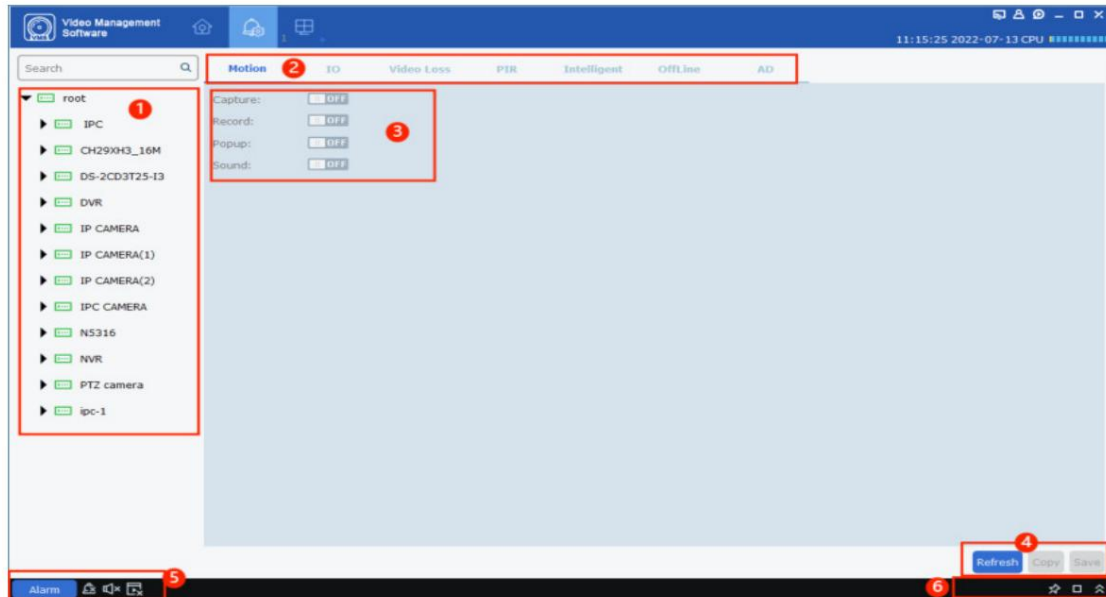 Video Management
Software
VMS
1
11:15:25 2022-07-13 CPU
Search
Motion 2 IO Video Loss PIR Intelligent OffLine AD
root
1
IPC
CH29XH3_16M
DS-2CD3T25-I3
DVR
IP CAMERA
IP CAMERA(1)
IP CAMERA(2)
IPC CAMERA
N5316
NVR
PTZ camera
ipc-1
Capture: OFF
Record: OFF
3
Popup: OFF
Sound: OFF
4
Refresh Copy Save
5
Alarm
6